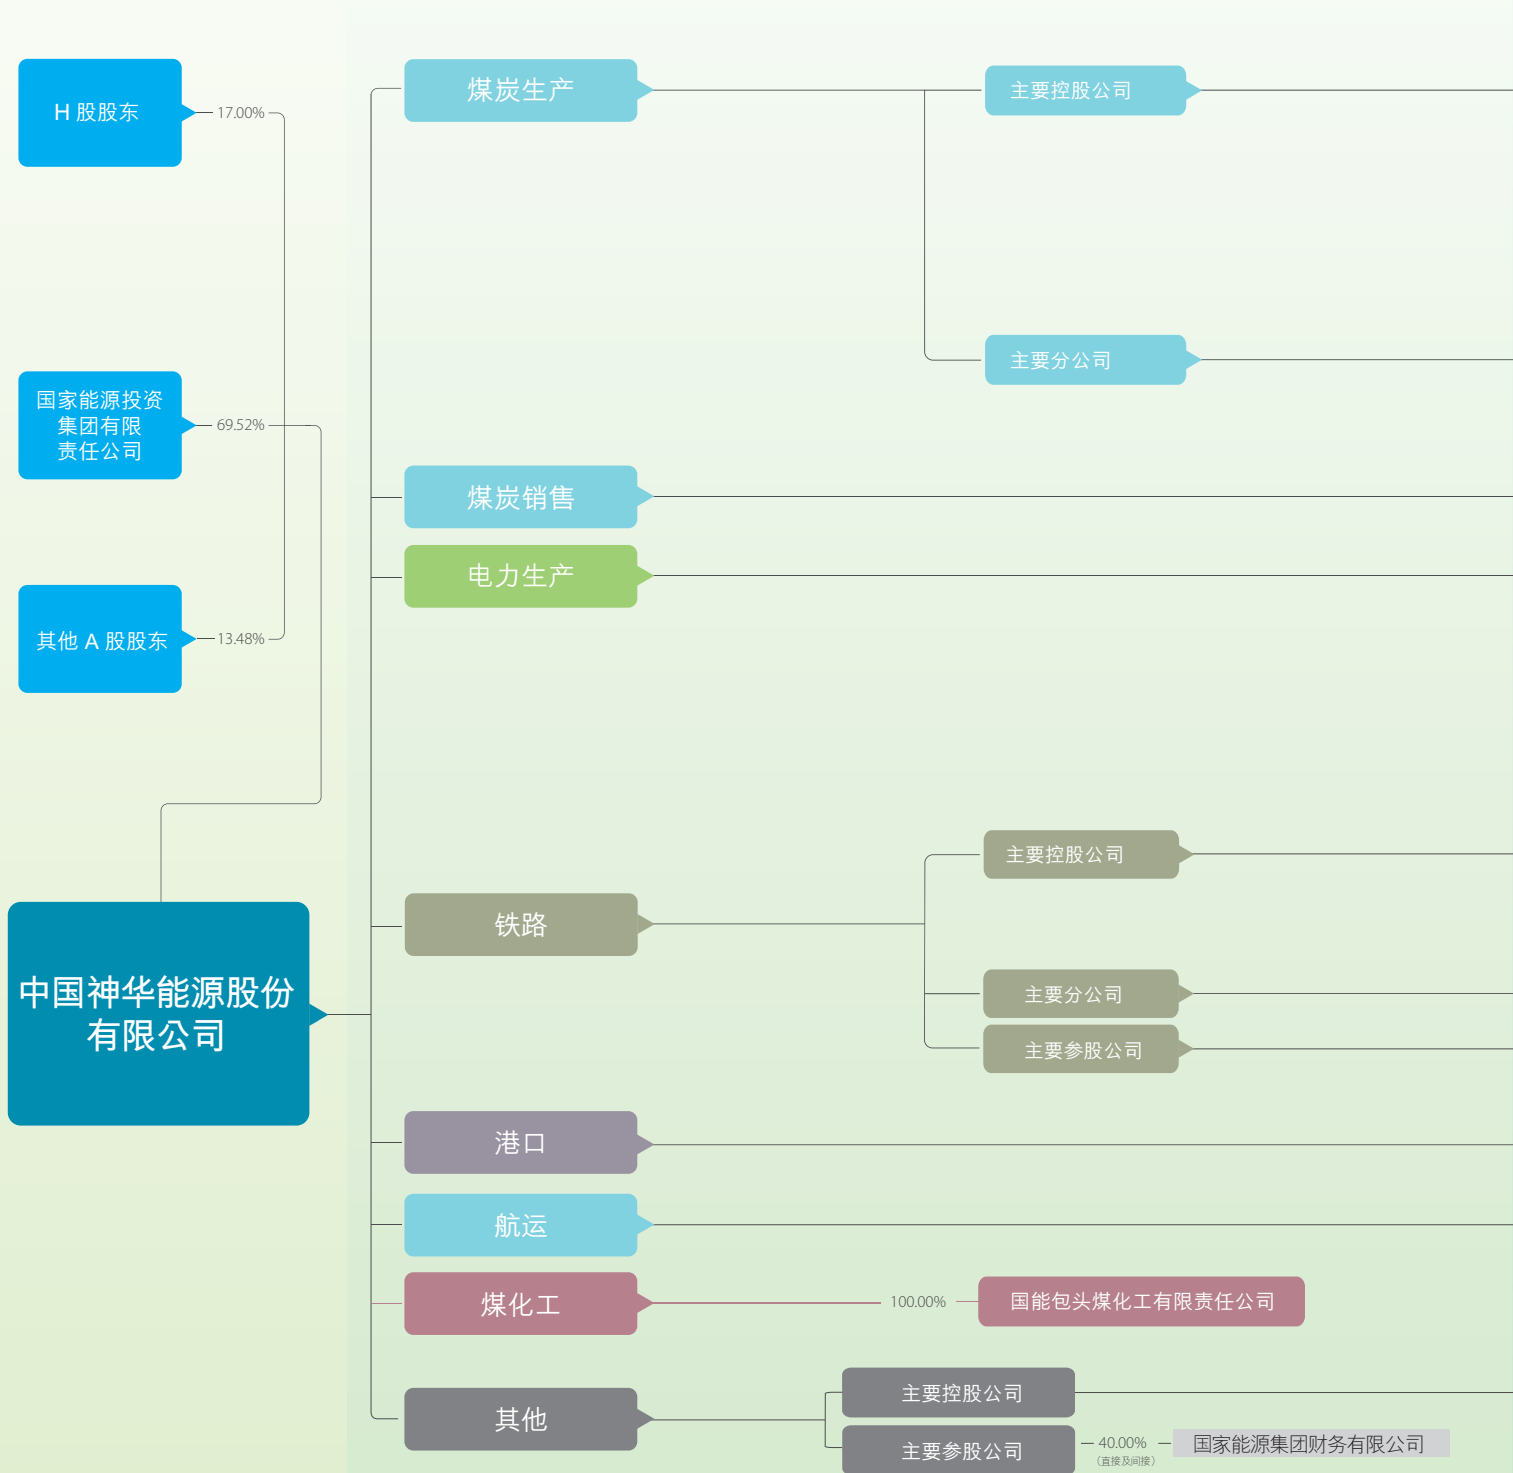 H 股股东
17.00%
国家能源投资
集团有限
责任公司
69.52%
其他 A 股股东
13.48%
中国神华能源股份
有限公司
煤炭生产
主要控股公司
主要分公司
煤炭销售
电力生产
铁路
主要控股公司
主要分公司
主要参股公司
港口
航运
煤化工
100.00%
国能包头煤化工有限责任公司
其他
主要控股公司
主要参股公司
40.00%
（直接及间接）
国家能源集团财务有限公司